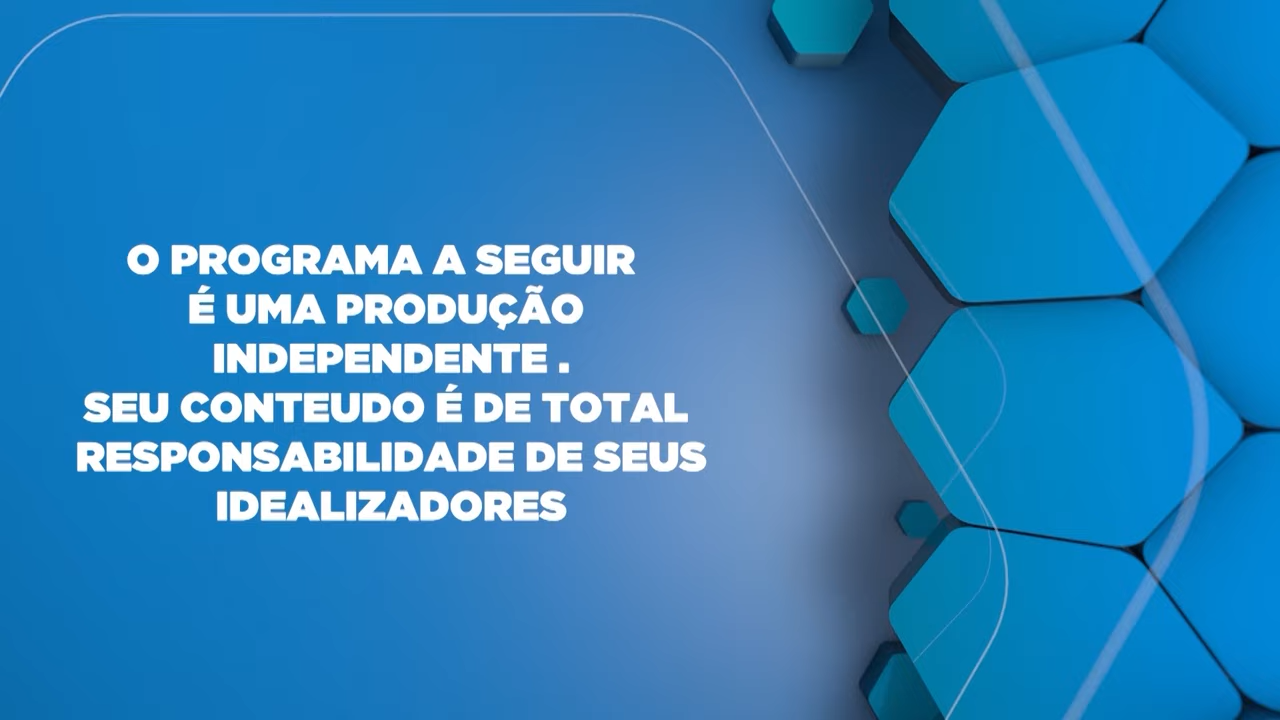 O PROGRAMA A SEGUIR
É UMA PRODUÇÃO
INDEPENDENTE .
SEU CONTEUDO É DE TOTAL
RESPONSABILIDADE DE SEUS
IDEALIZADORES